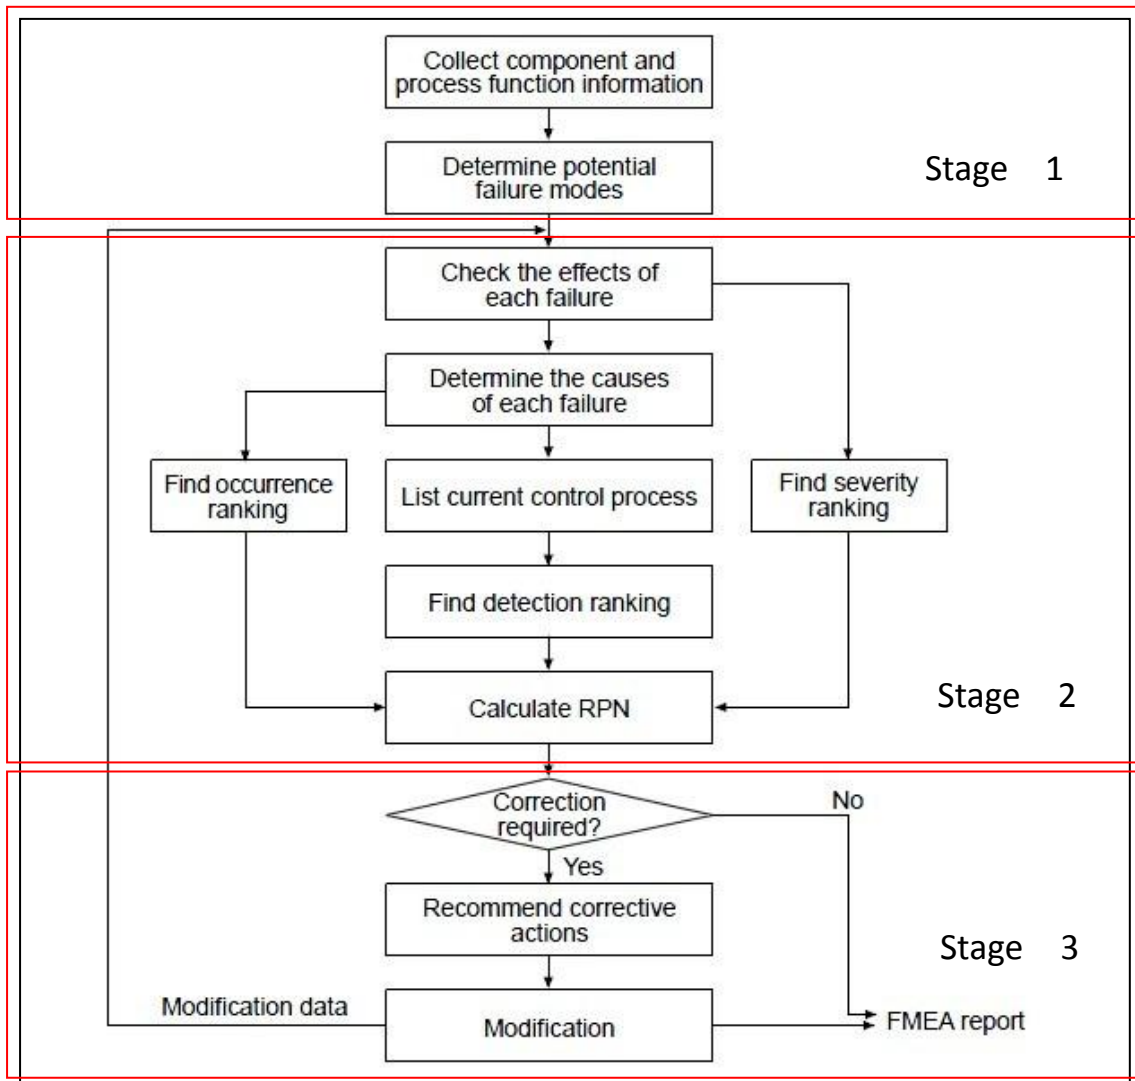 Collect component and
process function information
Determine potential
failure modes
Stage 1
Check the effects of
each failure
Determine the causes
of each failure
Find occurrence
ranking
List current control process
Find severity
ranking
Find detection ranking
Calculate RPN
Stage 2
Correction
required?
No
Yes
Recommend corrective
actions
Stage 3
Modification data
Modification
FMEA report